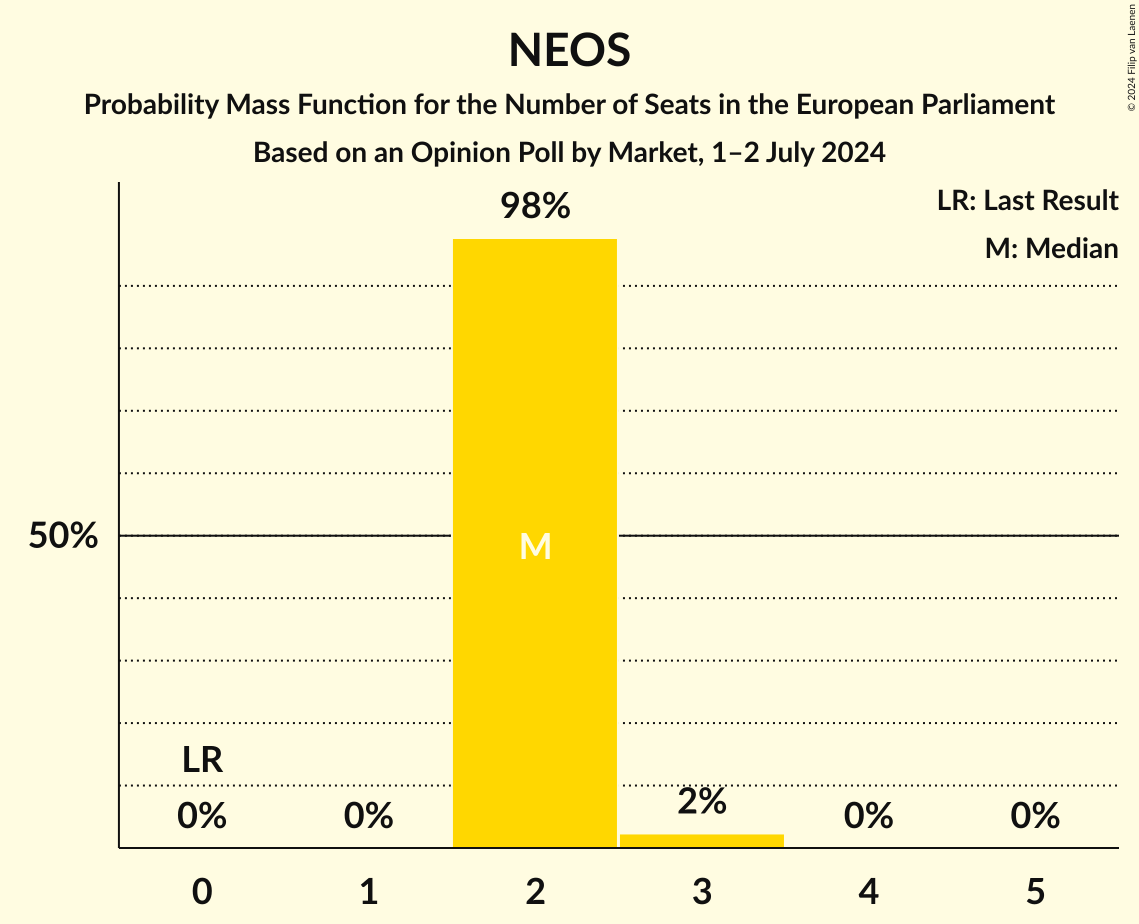 NEOS
Probability Mass Function for the Number of Seats in the European Parliament
Based on an Opinion Poll by Market, 1–2 July 2024
© 2024 Filip van Laenen
LR: Last Result
M: Median
98%
50%
M
LR
0%
0%
2%
0%
0%
0
1
2
3
4
5